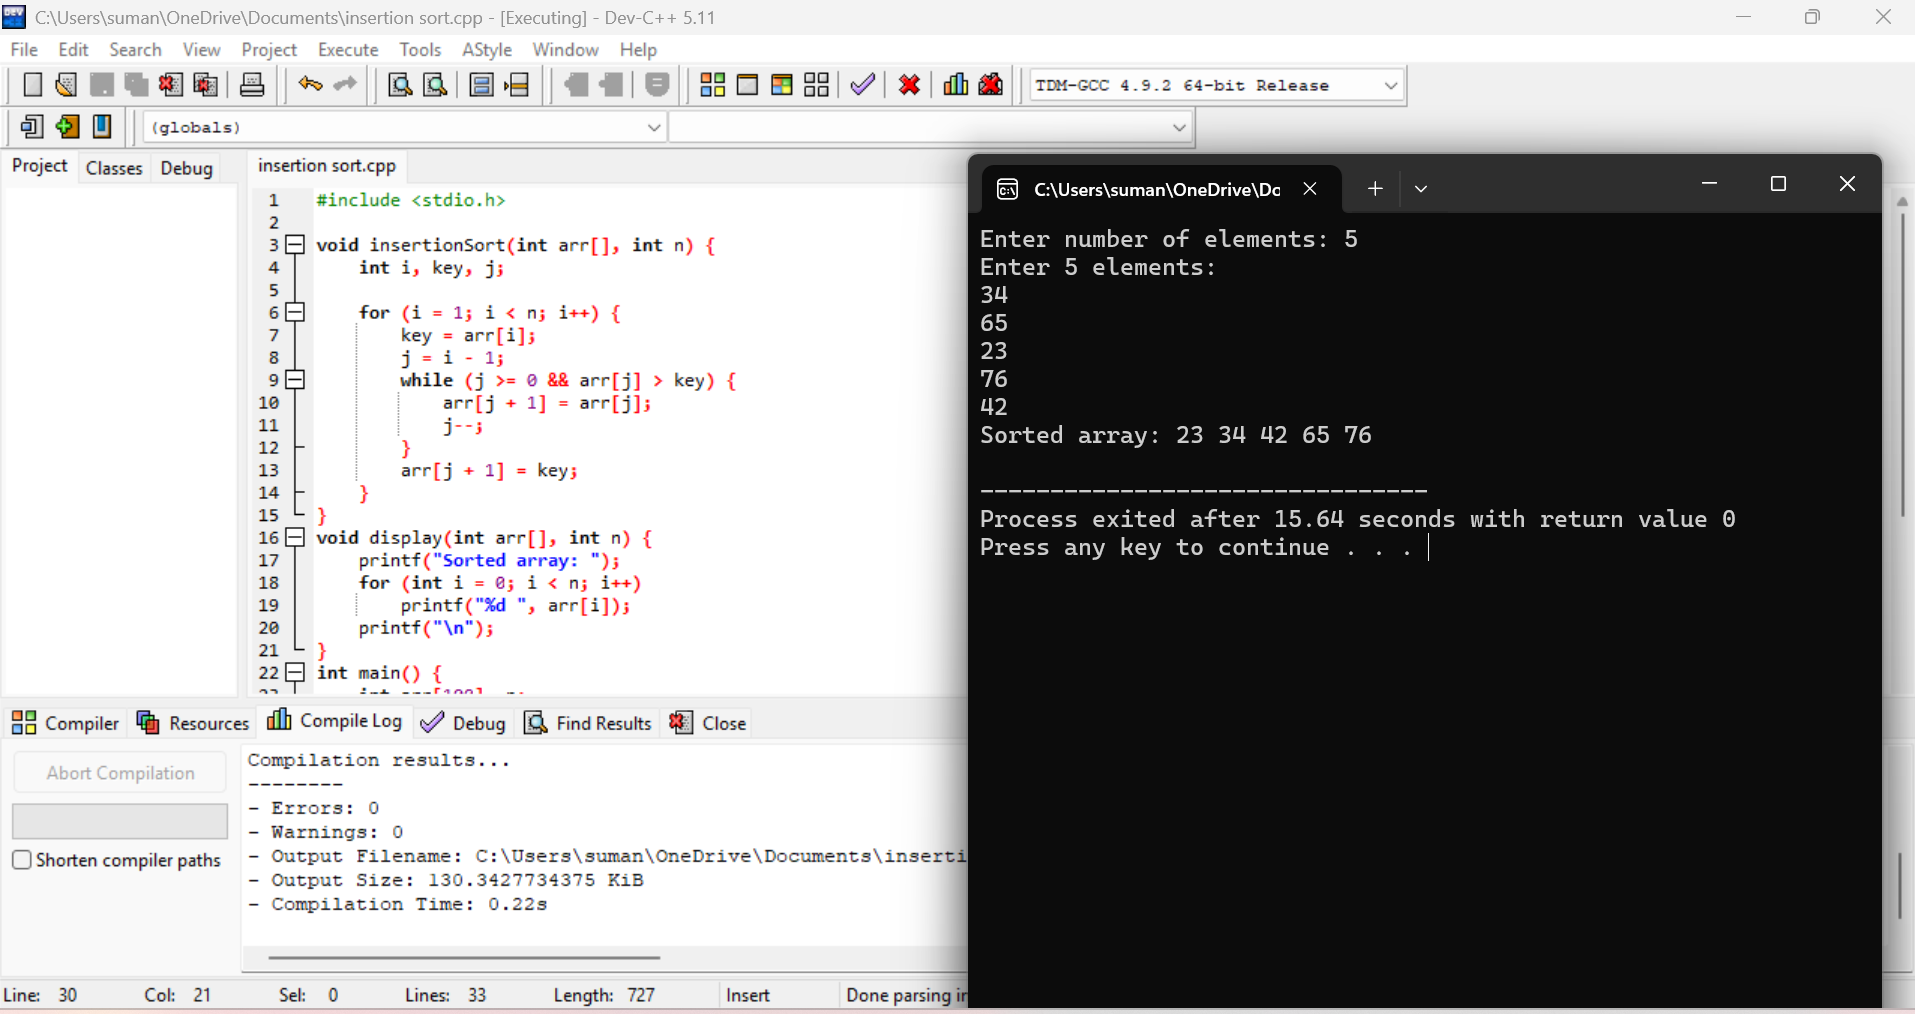 C:\Users\suman\OneDrive\Documents\insertion sort.cpp - [Executing] - Dev-C++ 5.11
File Edit Search View Project Execute Tools AStyle Window Help
TDM-GCC 4.9.2 64-bit Release
(globals)
Project Classes Debug
insertion sort.cpp
1 #include <stdio.h>
2
3 void insertionSort(int arr[], int n) {
4 int i, key, j;
5
6 for (i = 1; i < n; i++) {
7 key = arr[i];
8 j = i - 1;
9 while (j >= 0 && arr[j] > key) {
10 arr[j + 1] = arr[j];
11 j--;
12 }
13 arr[j + 1] = key;
14 }
15 }
16 void display(int arr[], int n) {
17 printf("Sorted array: ");
18 for (int i = 0; i < n; i++)
19 printf("%d ", arr[i]);
20 printf("\n");
21 }
22 int main() {
C:\Users\suman\OneDrive\Do
Enter number of elements: 5
Enter 5 elements:
34
65
23
76
42
Sorted array: 23 34 42 65 76
--------------------------------
Process exited after 15.64 seconds with return value 0
Press any key to continue . . .
Compiler Resources Compile Log Debug Find Results Close
Abort Compilation
Shorten compiler paths
Compilation results...
--------
- Errors: 0
- Warnings: 0
- Output Filename: C:\Users\suman\OneDrive\Documents\inserti
- Output Size: 130.3427734375 KiB
- Compilation Time: 0.22s
Line: 30 Col: 21 Sel: 0 Lines: 33 Length: 727 Insert Done parsing in